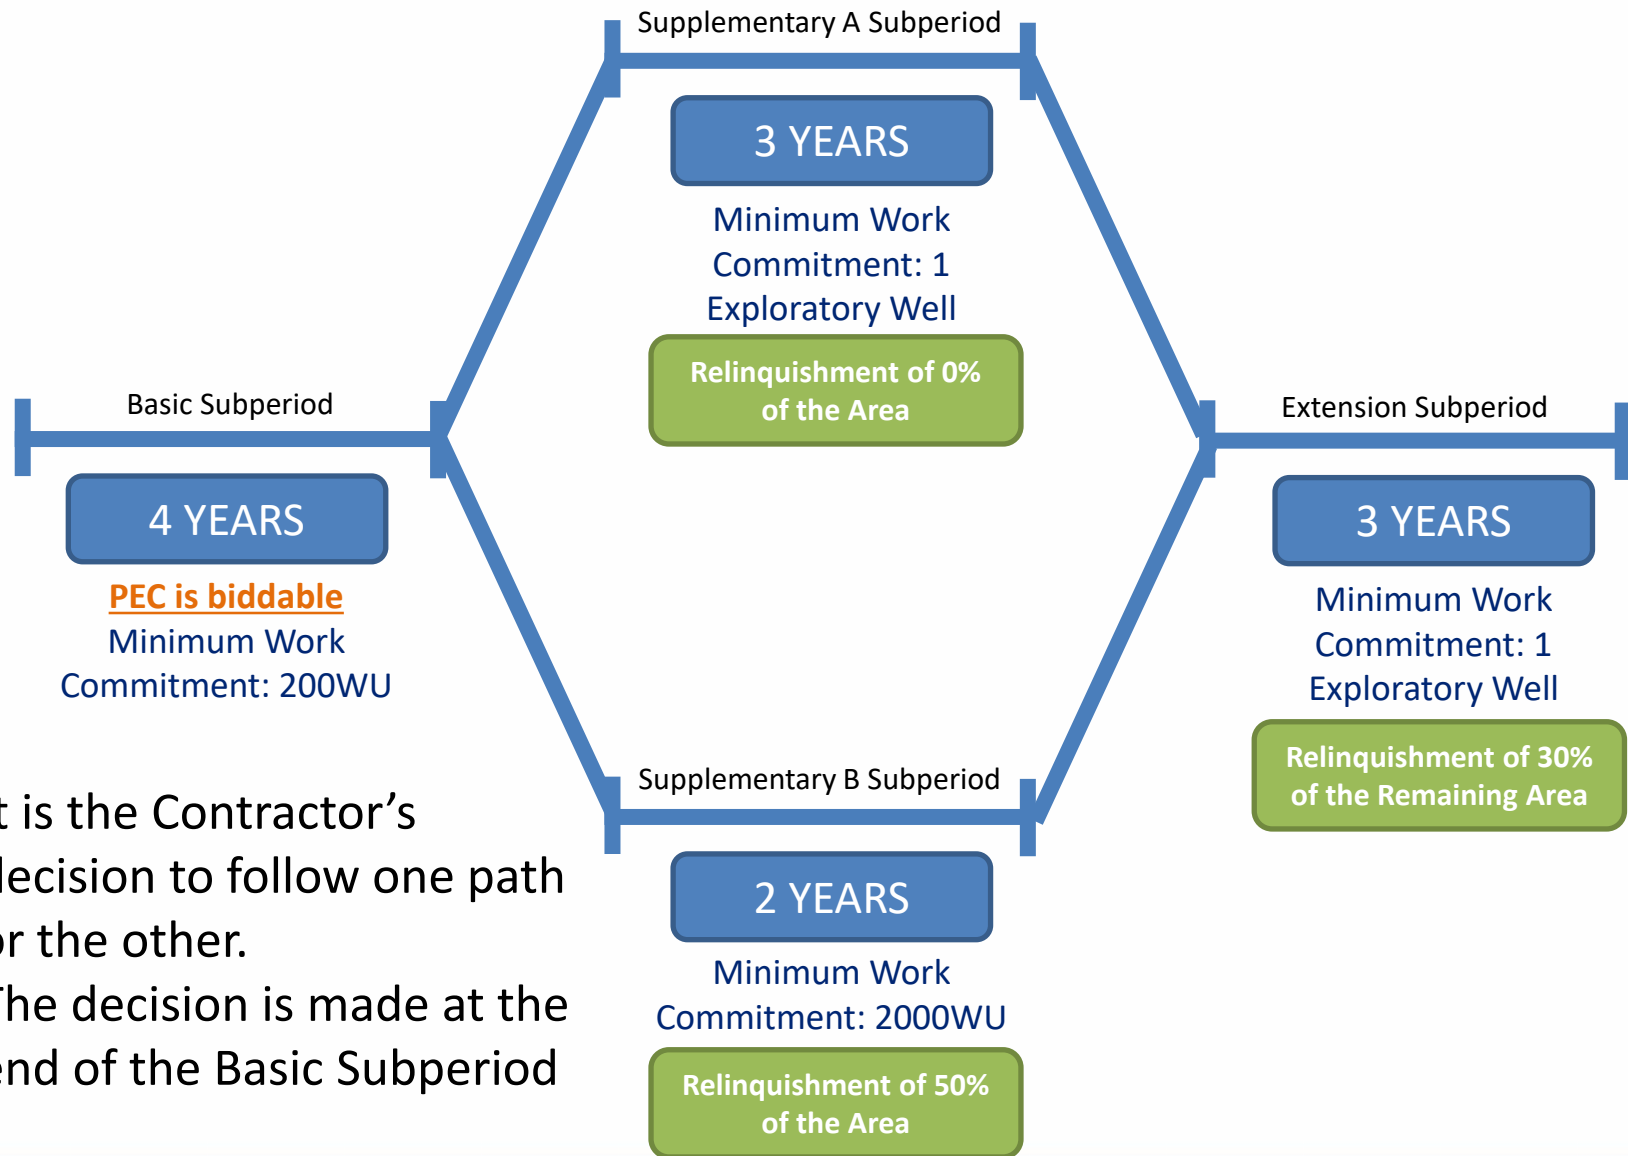 Supplementary A Subperiod
3 YEARS
Minimum Work
Commitment: 1
Exploratory Well
Relinquishment of 0%
of the Area
Basic Subperiod
4 YEARS
PEC is biddable
Minimum Work
Commitment: 200WU
Extension Subperiod
3 YEARS
Minimum Work
Commitment: 1
Exploratory Well
Relinquishment of 30%
of the Remaining Area
Supplementary B Subperiod
2 YEARS
Minimum Work
Commitment: 2000WU
Relinquishment of 50%
of the Area
t is the Contractor's
decision to follow one path
or the other.
The decision is made at the
end of the Basic Subperiod